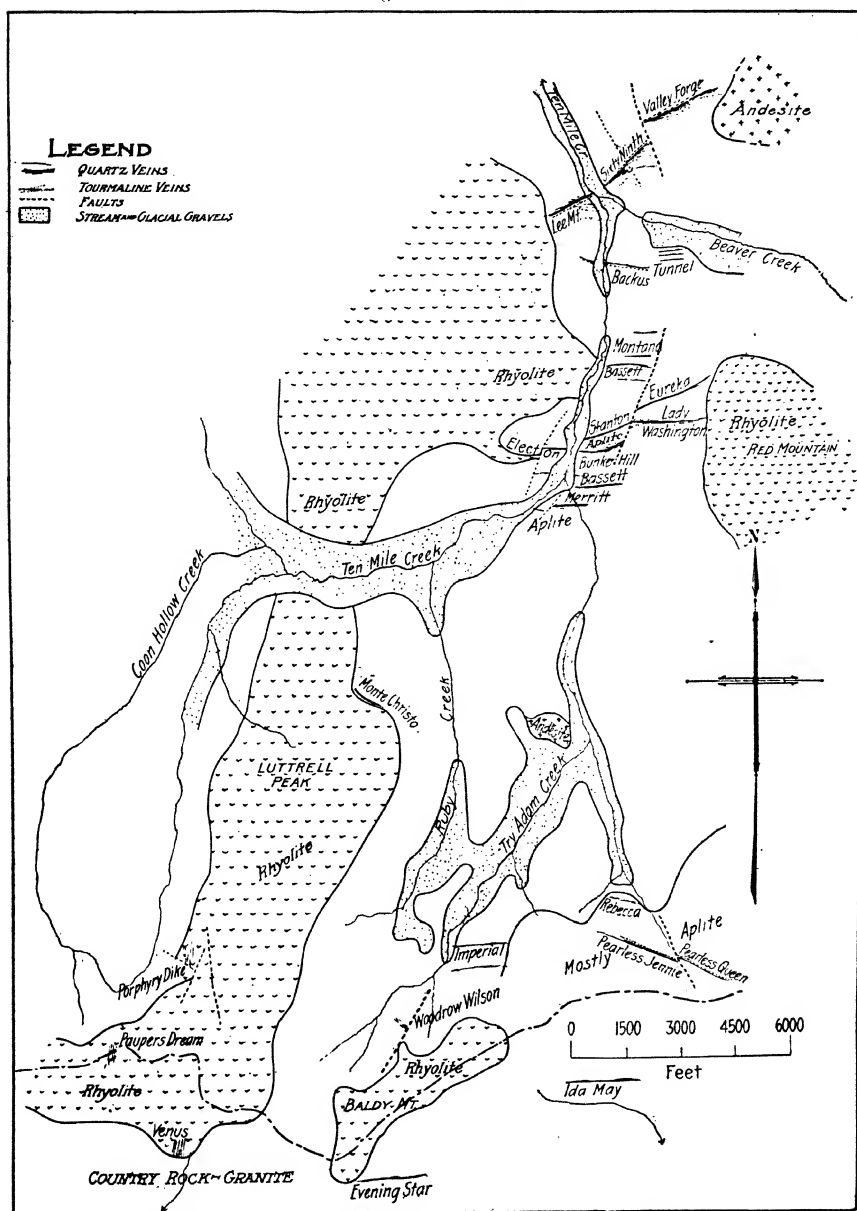 LEGEND
QUARTZ VEINS
TOURMALINE VEINS
FAULTS
STREAM AND GLACIAL GRAVELS
Ten Mile Cr.
Valley Forge
Andesite
Sixty Ninth
Lee Mt.
Beaver Creek
Backus
Tunnel
Montana
Rhyolite
Bassett
Eureka
Stanton
Lady
Washington
Rhyolite
RED MOUNTAIN
Aplite
Election
Bunker Hill
Bassett
Merritt
Rhyolite
Aplite
N
Ten Mile Creek
Coon Hollow Creek
Monte Christo
Creek
Andesite
LUTTRELL
PEAK
Ruby
Try Adam Creek
Rhyolite
Rebecca
Aplite
Pearless Queen
Imperial
Pearless Jennie
Mostly
Porphyry Dike
Woodrow Wilson
Paupers Dream
0 1500 3000 4500 6000
Feet
Rhyolite
Rhyolite
BALDY MT.
Ida May
Venus
COUNTRY ROCK~GRANITE
Evening Star